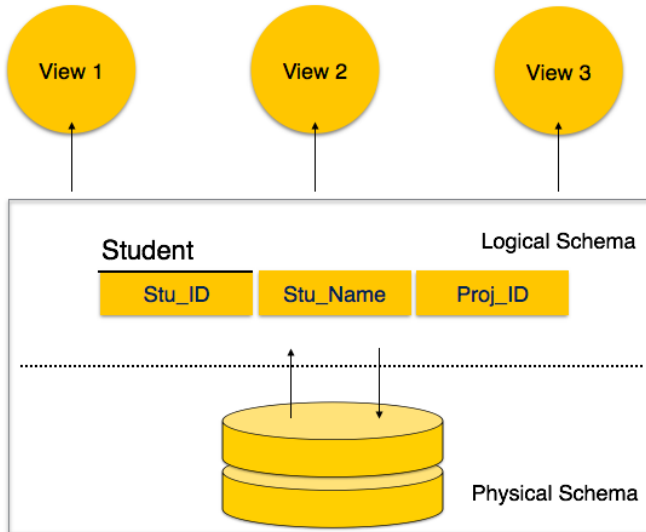 View 1
View 2
View 3
Logical Schema
Student
Stu_ID
Stu_Name
Proj_ID
Physical Schema